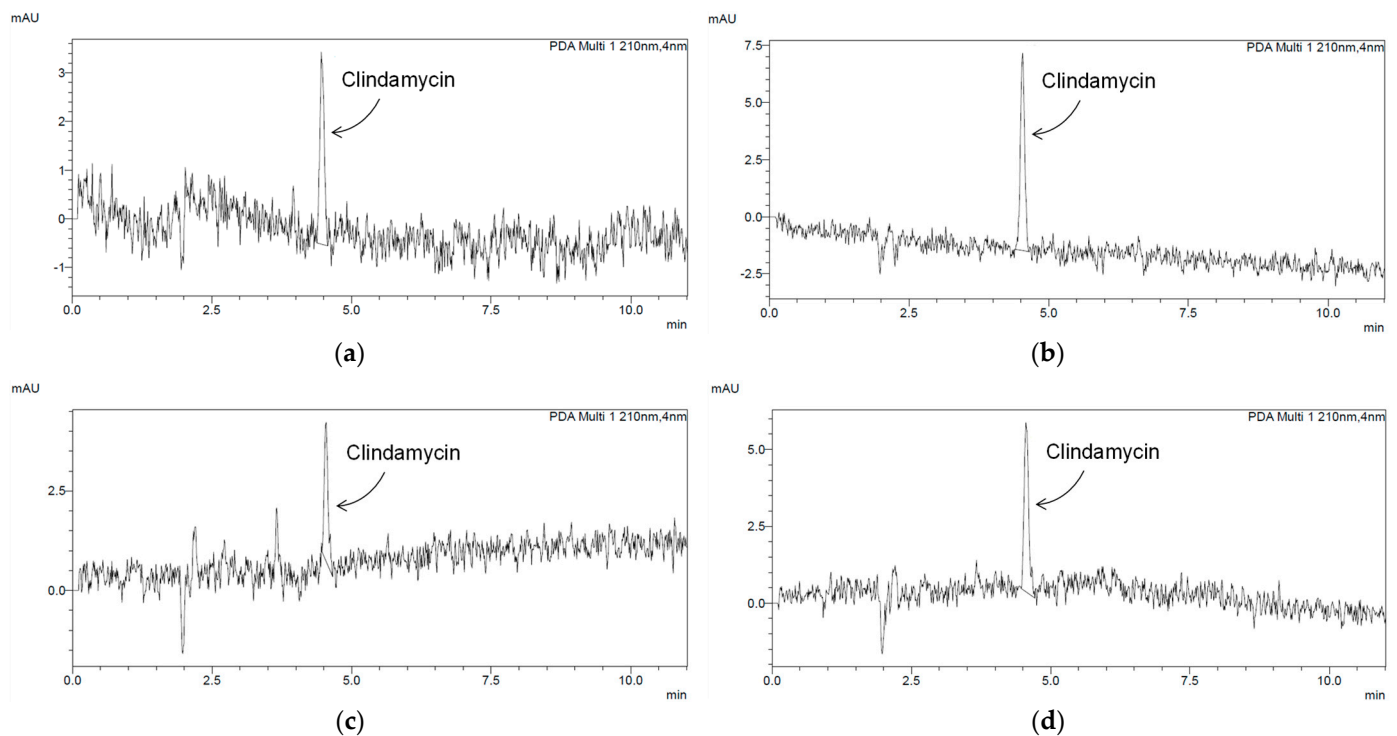 mAU
PDA Multi 1 210nm,4nm
Clindamycin
3
2
1
0
-1
0.0 2.5 5.0 7.5 10.0
min
(a)
mAU
PDA Multi 1 210nm,4nm
Clindamycin
7.5
5.0
2.5
0.0
-2.5
0.0 2.5 5.0 7.5 10.0
min
(b)
mAU
PDA Multi 1 210nm,4nm
Clindamycin
2.5
0.0
0.0 2.5 5.0 7.5 10.0
min
(c)
mAU
PDA Multi 1 210nm,4nm
Clindamycin
5.0
2.5
0.0
0.0 2.5 5.0 7.5 10.0
min
(d)